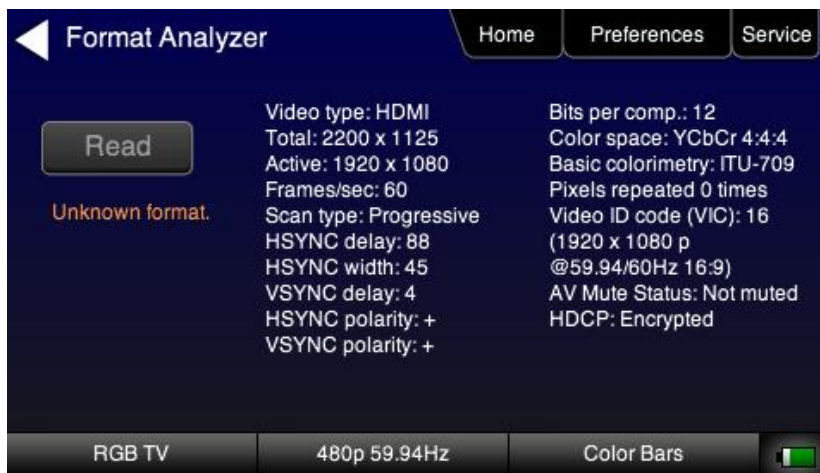 Format Analyzer
Home
Preferences
Service
Read
Unknown format.
Video type: HDMI
Total: 2200 x 1125
Active: 1920 x 1080
Frames/sec: 60
Scan type: Progressive
HSYNC delay: 88
HSYNC width: 45
VSYNC delay: 4
HSYNC polarity: +
VSYNC polarity: +
Bits per comp.: 12
Color space: YCbCr 4:4:4
Basic colorimetry: ITU-709
Pixels repeated 0 times
Video ID code (VIC): 16
(1920 x 1080 p
@59.94/60Hz 16:9)
AV Mute Status: Not muted
HDCP: Encrypted
RGB TV
480p 59.94Hz
Color Bars